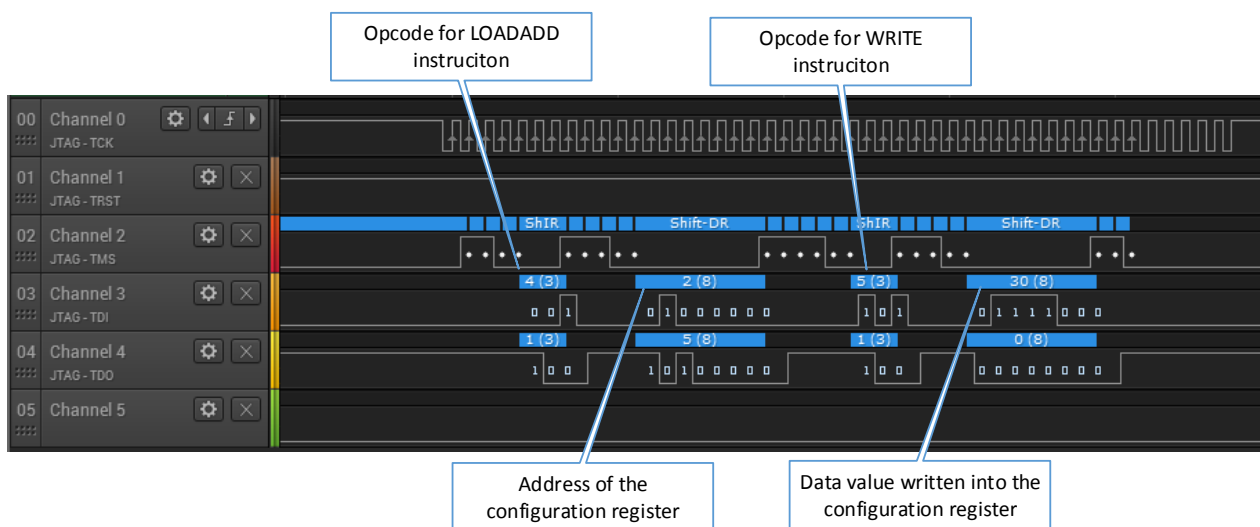 Opcode for LOADADD
instruciton
Opcode for WRITE
instruciton
00 Channel 0
JTAG - TCK
01 Channel 1
JTAG - TRST
ShIR Shift-DR ShIR Shift-DR
02 Channel 2
JTAG - TMS
4 (3) 2 (8) 5 (3) 30 (8)
03 Channel 3
JTAG - TDI
0 0 1 0 1 0 0 0 0 0 0 1 0 1 0 1 1 1 1 0 0 0
1 (3) 5 (8) 1 (3) 0 (8)
04 Channel 4
JTAG - TDO
1 0 0 1 0 1 0 0 0 0 0 1 0 0 0 0 0 0 0 0 0 0
05 Channel 5
Address of the
configuration register
Data value written into the
configuration register